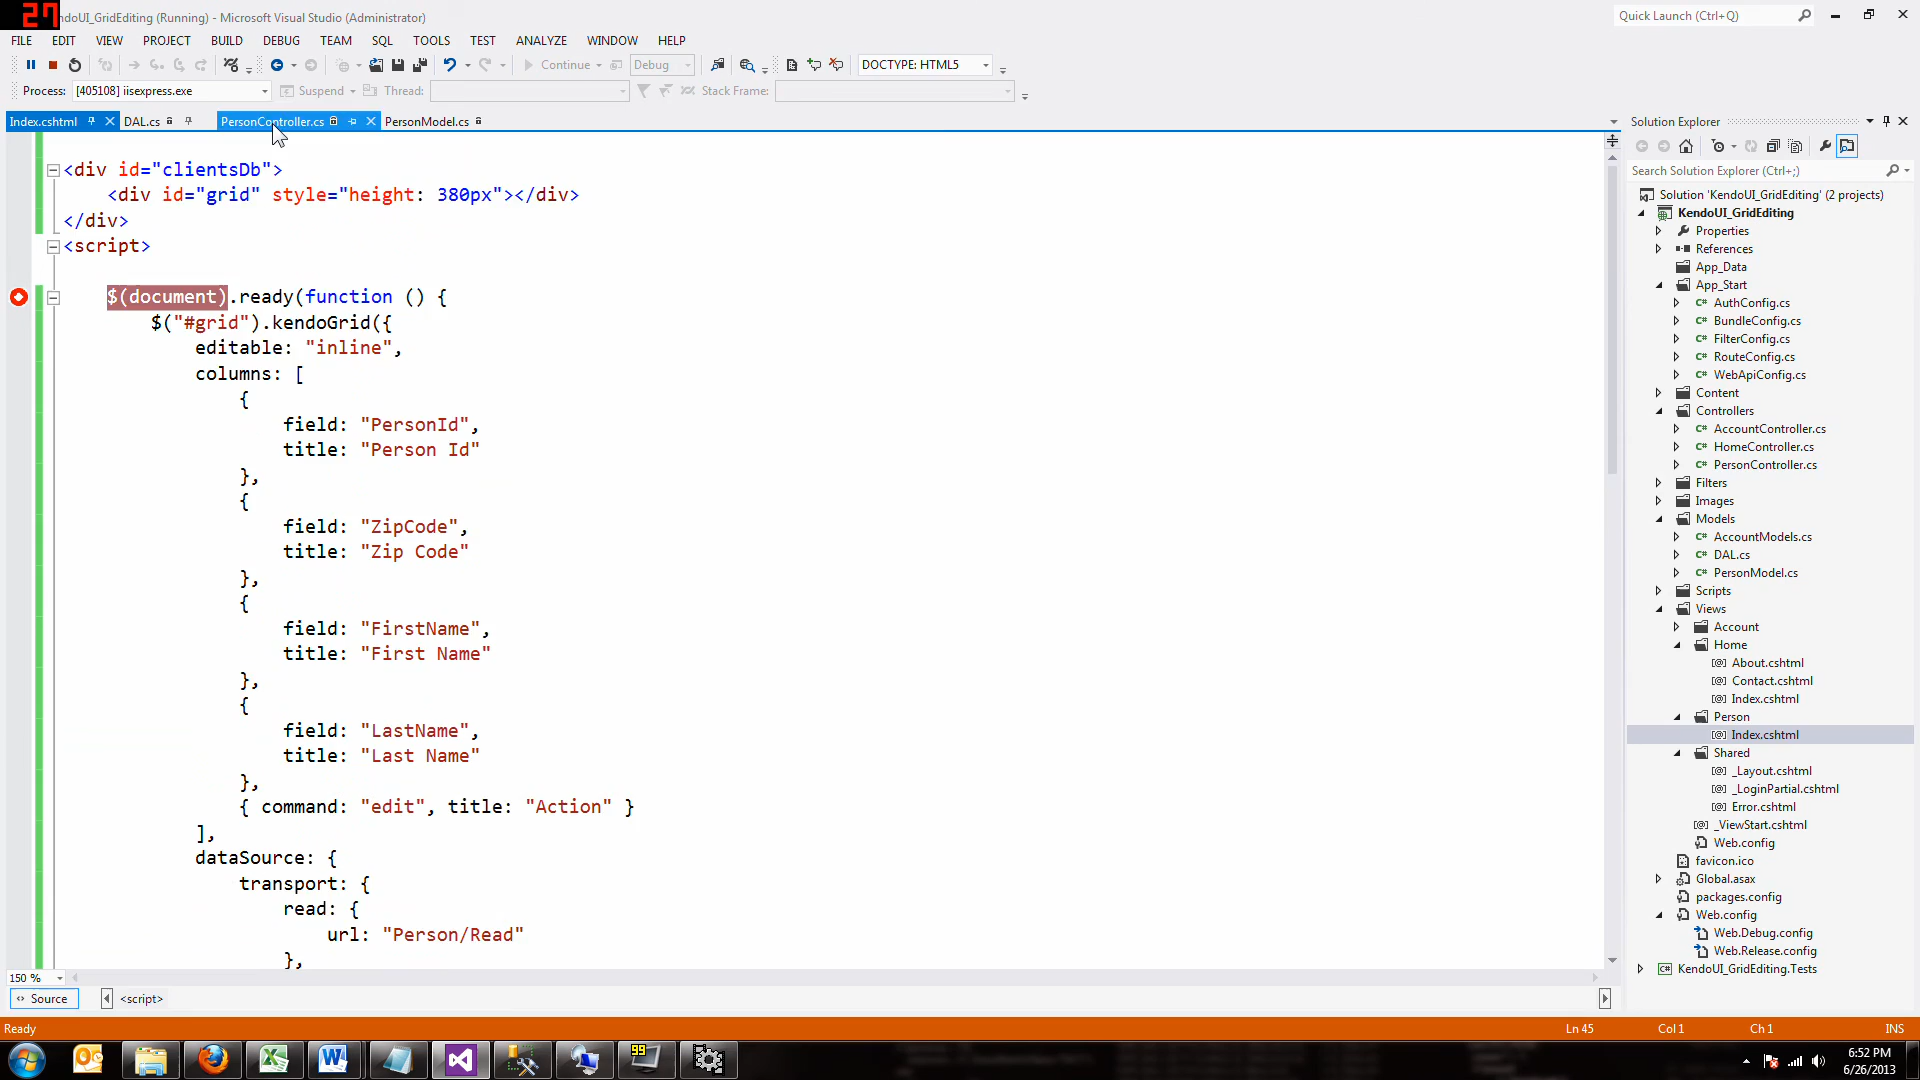 27
endoUI_GridEditing (Running) - Microsoft Visual Studio (Administrator)
Quick Launch (Ctrl+Q)
FILE EDIT VIEW PROJECT BUILD DEBUG TEAM SQL TOOLS TEST ANALYZE WINDOW HELP
Continue Debug DOCTYPE: HTML5
Process: [405108] iisexpress.exe Suspend Thread: Stack Frame:
Index.cshtml DAL.cs PersonController.cs PersonModel.cs
<div id="clientsDb">
<div id="grid" style="height: 380px"></div>
</div>
<script>
$(document).ready(function () {
$("#grid").kendoGrid({
editable: "inline",
columns: [
{
field: "PersonId",
title: "Person Id"
},
{
field: "ZipCode",
title: "Zip Code"
},
{
field: "FirstName",
title: "First Name"
},
{
field: "LastName",
title: "Last Name"
},
{ command: "edit", title: "Action" }
],
dataSource: {
transport: {
read: {
url: "Person/Read"
},
150 %
Source <script>
Solution Explorer
Search Solution Explorer (Ctrl+;)
Solution 'KendoUI_GridEditing' (2 projects)
KendoUI_GridEditing
Properties
References
App_Data
App_Start
C# AuthConfig.cs
C# BundleConfig.cs
C# FilterConfig.cs
C# RouteConfig.cs
C# WebApiConfig.cs
Content
Controllers
C# AccountController.cs
C# HomeController.cs
C# PersonController.cs
Filters
Images
Models
C# AccountModels.cs
C# DAL.cs
C# PersonModel.cs
Scripts
Views
Account
Home
[@] About.cshtml
[@] Contact.cshtml
[@] Index.cshtml
Person
[@] Index.cshtml
Shared
[@] _Layout.cshtml
[@] _LoginPartial.cshtml
[@] Error.cshtml
[@] _ViewStart.cshtml
Web.config
favicon.ico
Global.asax
packages.config
Web.config
Web.Debug.config
Web.Release.config
C# KendoUI_GridEditing.Tests
Ready Ln 45 Col 1 Ch 1 INS
99
6:52 PM
6/26/2013